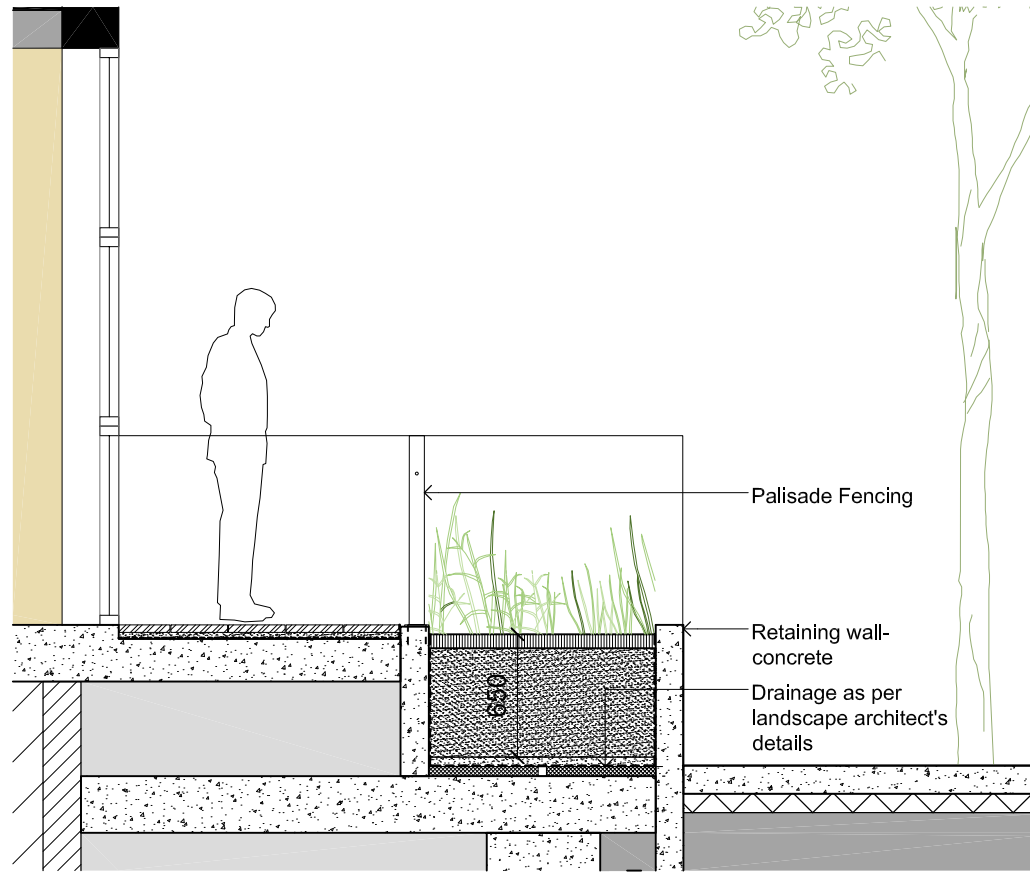 Palisade Fencing
Retaining wall-
concrete
650
Drainage as per
landscape architect's
details